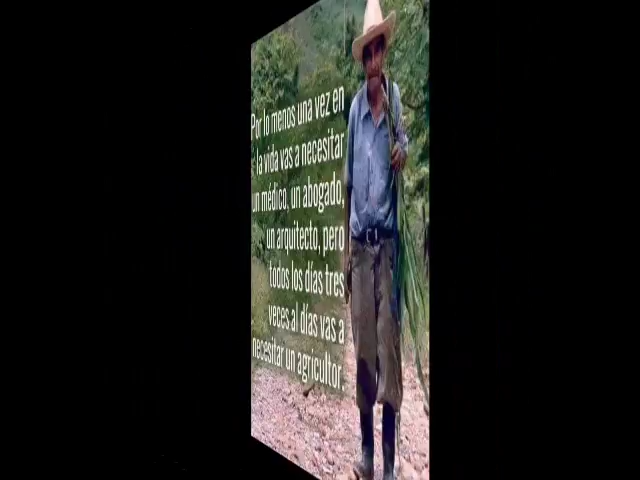 Por lo menos una vez en
la vida vas a necesitar
un médico, un abogado,
un arquitecto, pero
todos los días tres
veces al días vas a
necesitar un agricultor.